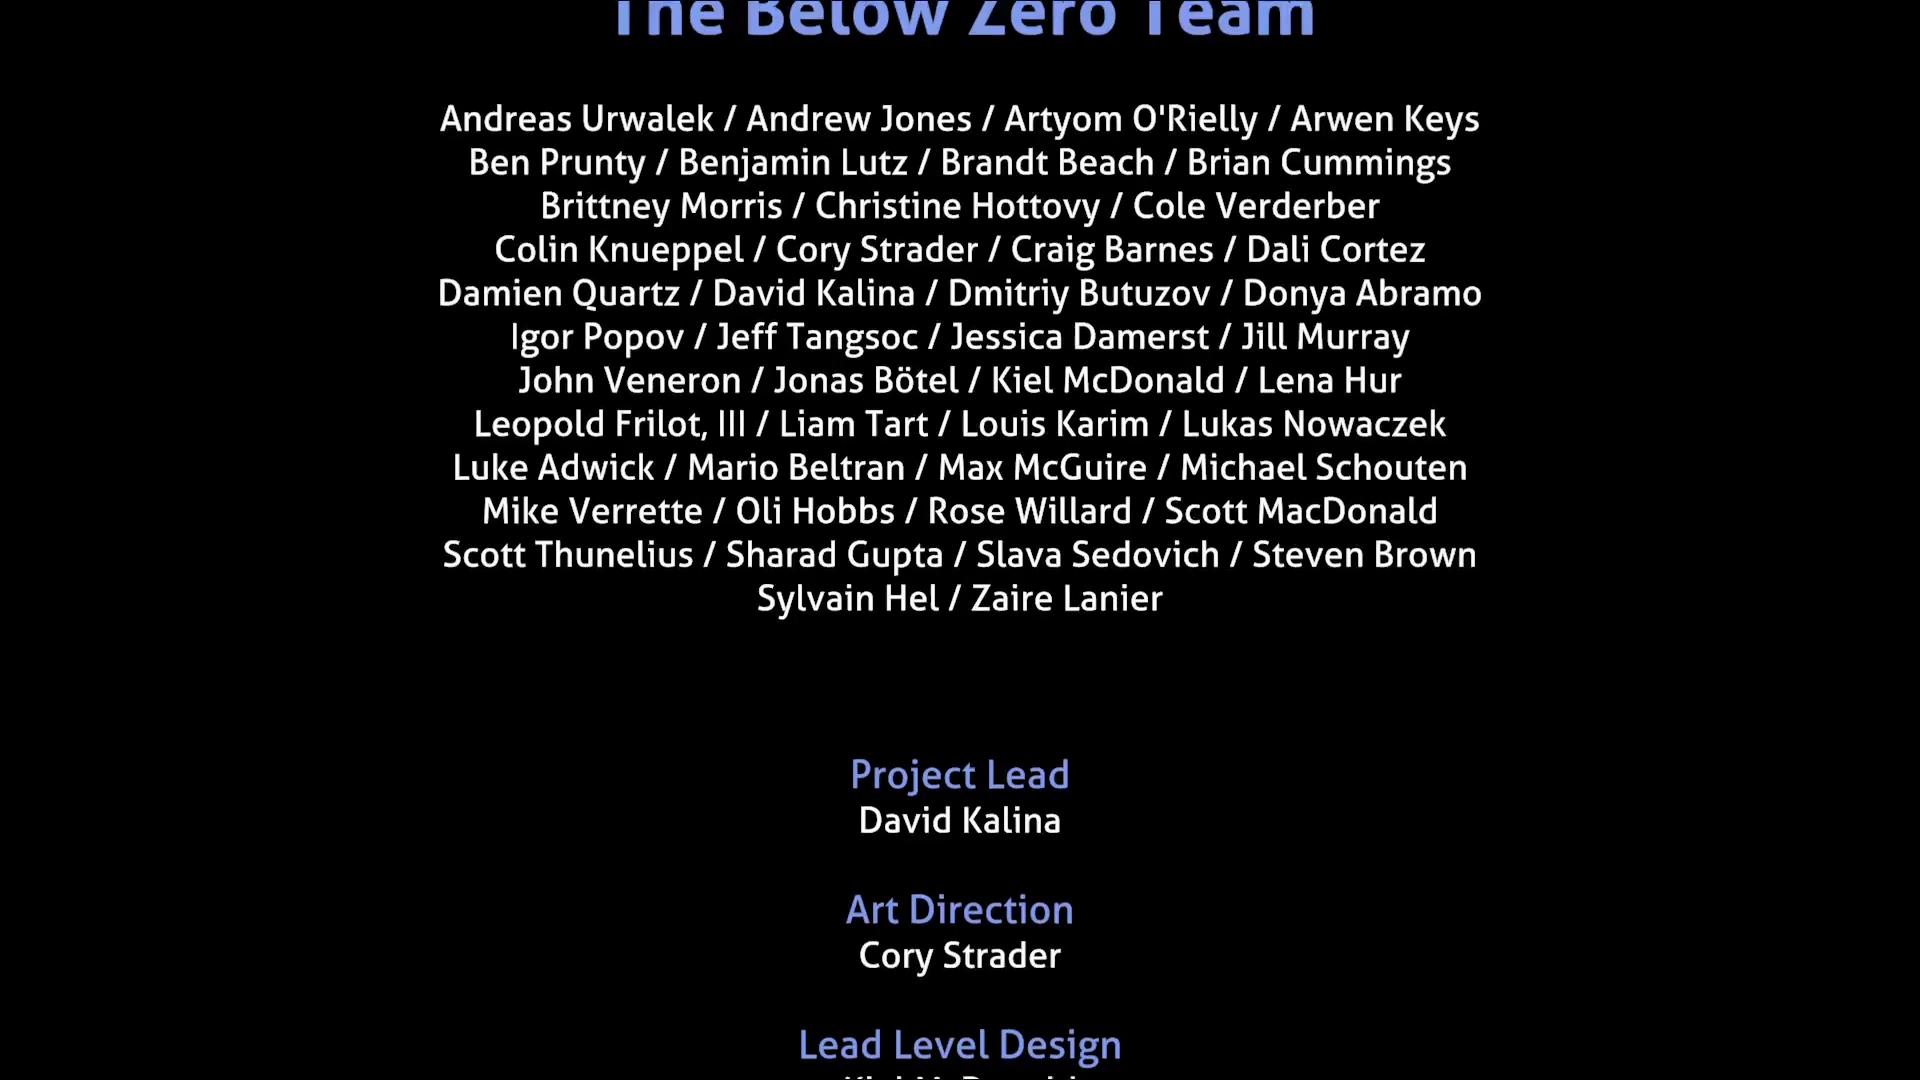 The Below Zero Team
Andreas Urwalek / Andrew Jones / Artyom O'Rielly / Arwen Keys
Ben Prunty / Benjamin Lutz / Brandt Beach / Brian Cummings
Brittney Morris / Christine Hottovy / Cole Verderber
Colin Knueppel / Cory Strader / Craig Barnes / Dali Cortez
Damien Quartz / David Kalina / Dmitriy Butuzov / Donya Abramo
Igor Popov / Jeff Tangsoc / Jessica Damerst / Jill Murray
John Veneron / Jonas Bötel / Kiel McDonald / Lena Hur
Leopold Frilot, III / Liam Tart / Louis Karim / Lukas Nowaczek
Luke Adwick / Mario Beltran / Max McGuire / Michael Schouten
Mike Verrette / Oli Hobbs / Rose Willard / Scott MacDonald
Scott Thunelius / Sharad Gupta / Slava Sedovich / Steven Brown
Sylvain Hel / Zaire Lanier
Project Lead
David Kalina
Art Direction
Cory Strader
Lead Level Design